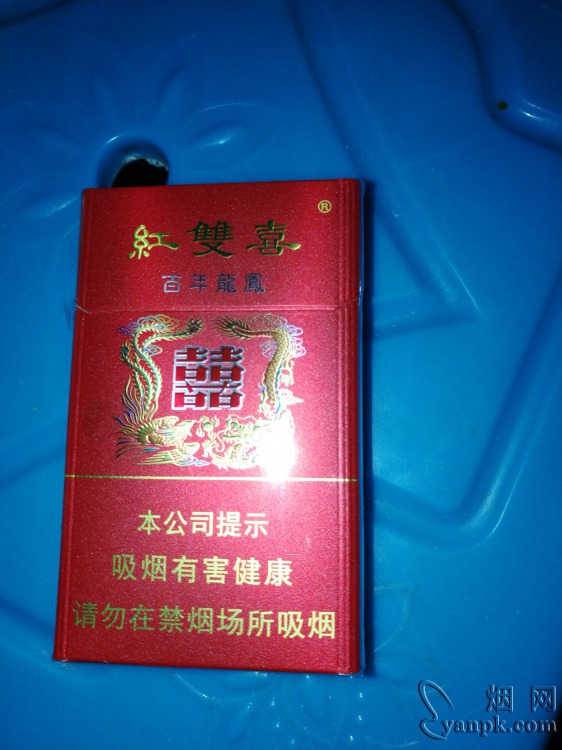 紅雙喜®
百年龍鳳
囍
本公司提示
吸烟有害健康
请勿在禁烟场所吸烟
烟网
yanpk.com